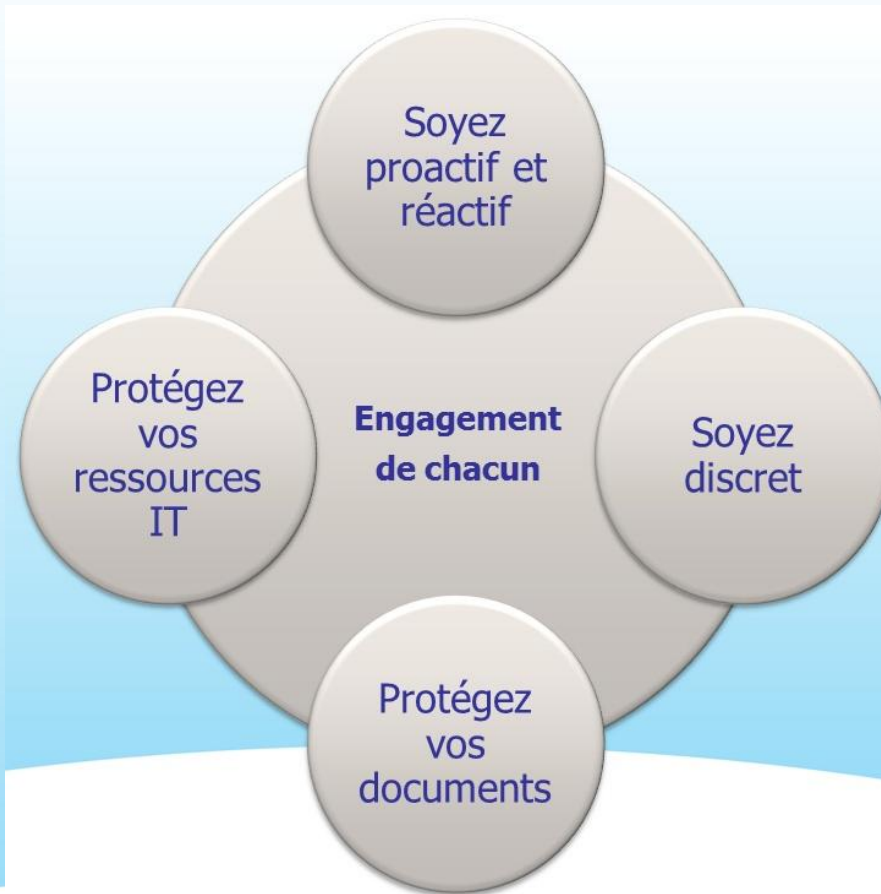 Soyez
proactif et
réactif
Protégez
vos
ressources
IT
Engagement
de chacun
Soyez
discret
Protégez
vos
documents